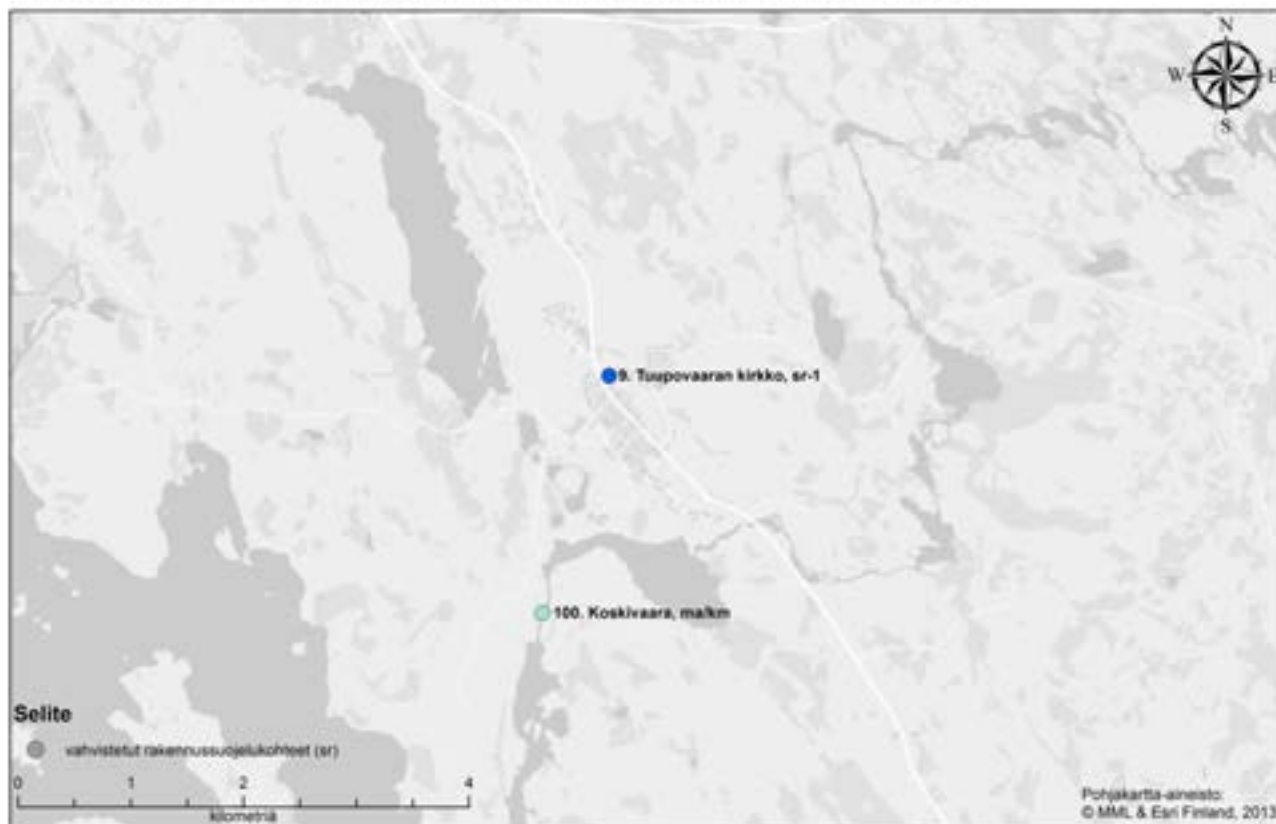 N
W E
S
9. Tuupovaaran kirkko, sr-1
100. Koskivaara, ma/km
Selite
vahvistetut rakennussuojelukohteet (sr)
0 1 2 4
kilometriä
Pohjakartta-aineisto:
© MML & Esri Finland, 2013